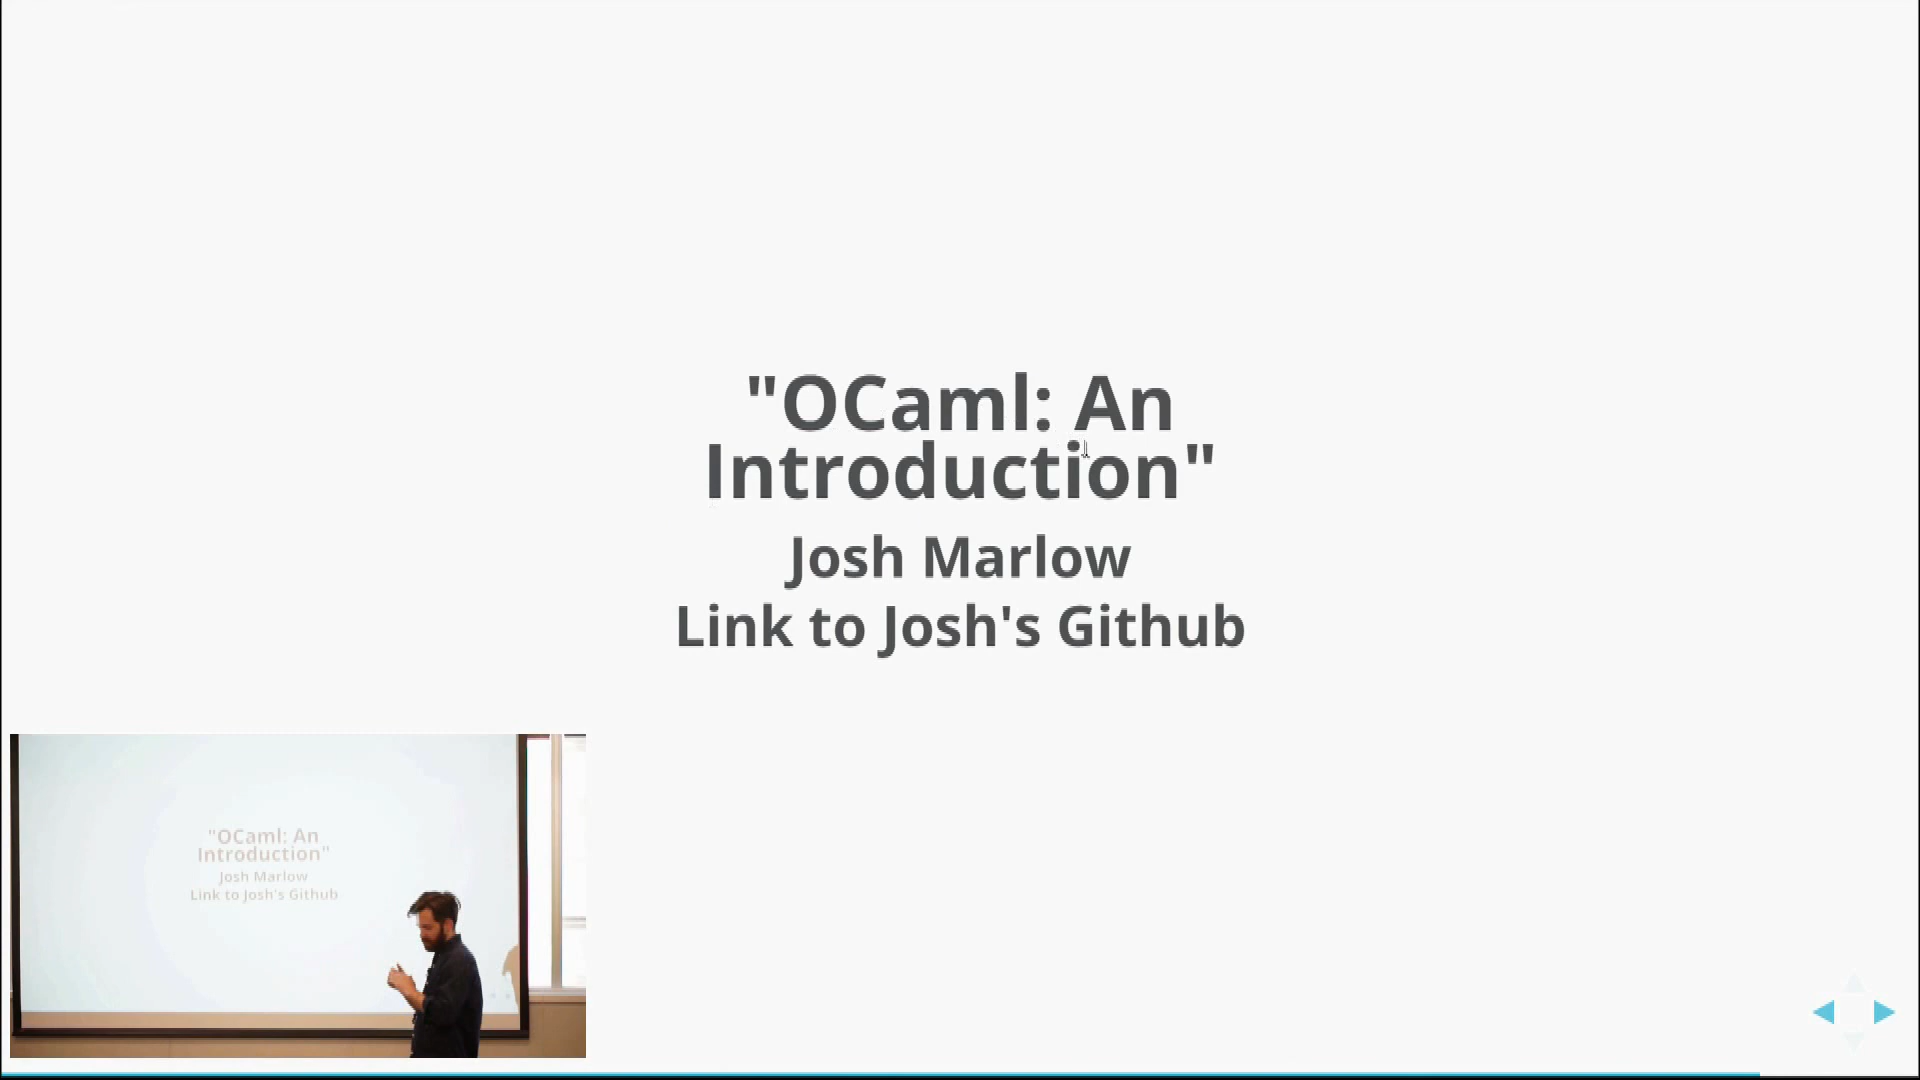 "OCaml: An
Introduction"
Josh Marlow
Link to Josh's Github
"OCaml: An
Introduction"
Josh Marlow
Link to Josh's Github